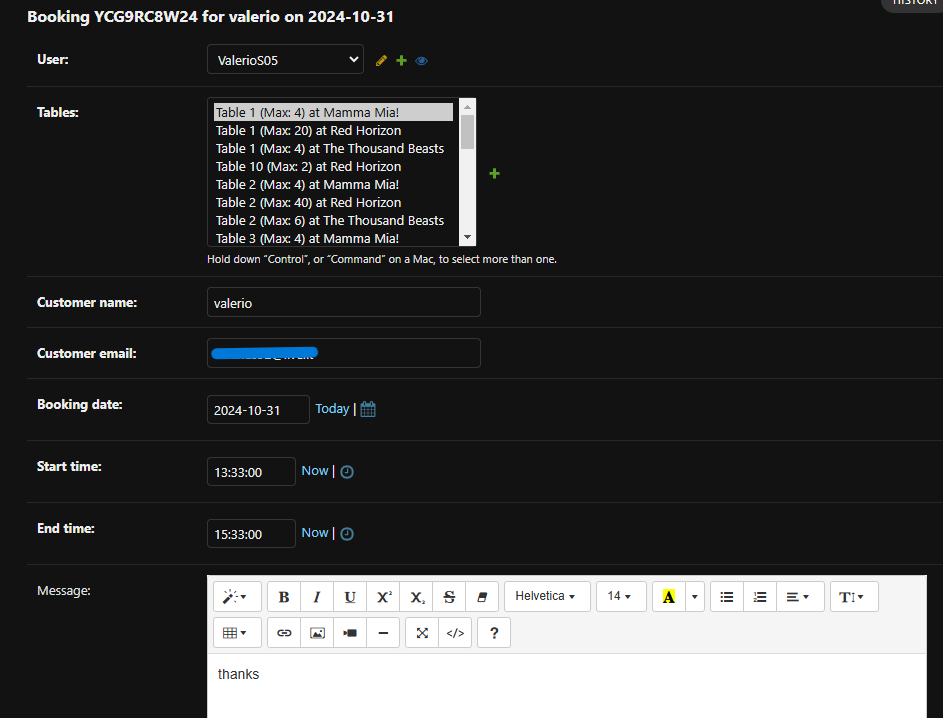 HISTORY
Booking YCG9RC8W24 for valerio on 2024-10-31
User:
ValerioS05
Tables:
Table 1 (Max: 4) at Mamma Mia!
Table 1 (Max: 20) at Red Horizon
Table 1 (Max: 4) at The Thousand Beasts
Table 10 (Max: 2) at Red Horizon
Table 2 (Max: 4) at Mamma Mia!
Table 2 (Max: 40) at Red Horizon
Table 2 (Max: 6) at The Thousand Beasts
Table 3 (Max: 4) at Mamma Mia!
Hold down “Control”, or “Command” on a Mac, to select more than one.
Customer name:
valerio
Customer email:
Booking date:
2024-10-31 Today |
Start time:
13:33:00 Now |
End time:
15:33:00 Now |
Message:
B I U X² X₂ S Helvetica 14 A T
</> ?
thanks